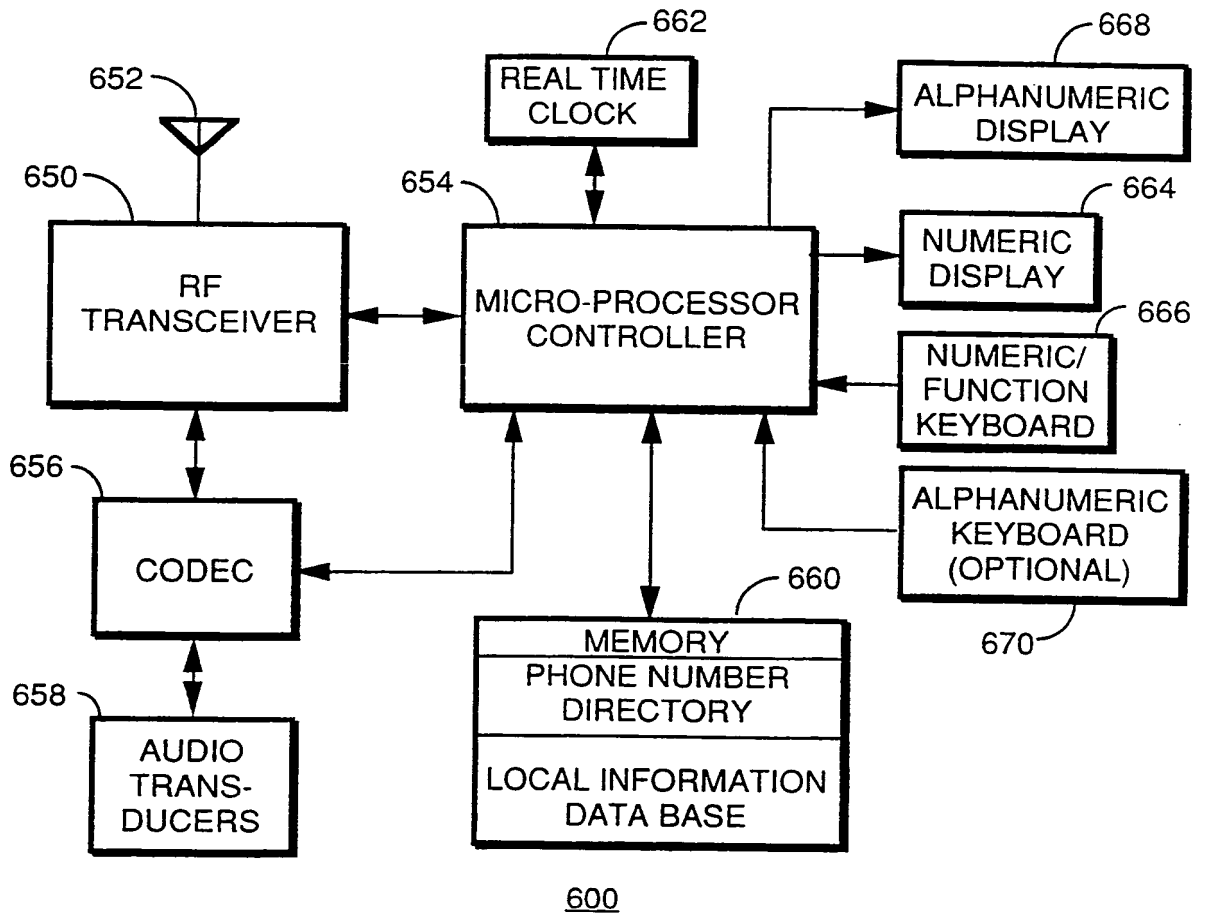 662
REAL TIME
CLOCK
668
ALPHANUMERIC
DISPLAY
652
650
RF
TRANSCEIVER
654
MICRO-PROCESSOR
CONTROLLER
664
NUMERIC
DISPLAY
666
NUMERIC/
FUNCTION
KEYBOARD
656
CODEC
ALPHANUMERIC
KEYBOARD
(OPTIONAL)
670
660
MEMORY
PHONE NUMBER
DIRECTORY
LOCAL INFORMATION
DATA BASE
658
AUDIO
TRANS-
DUCERS
600